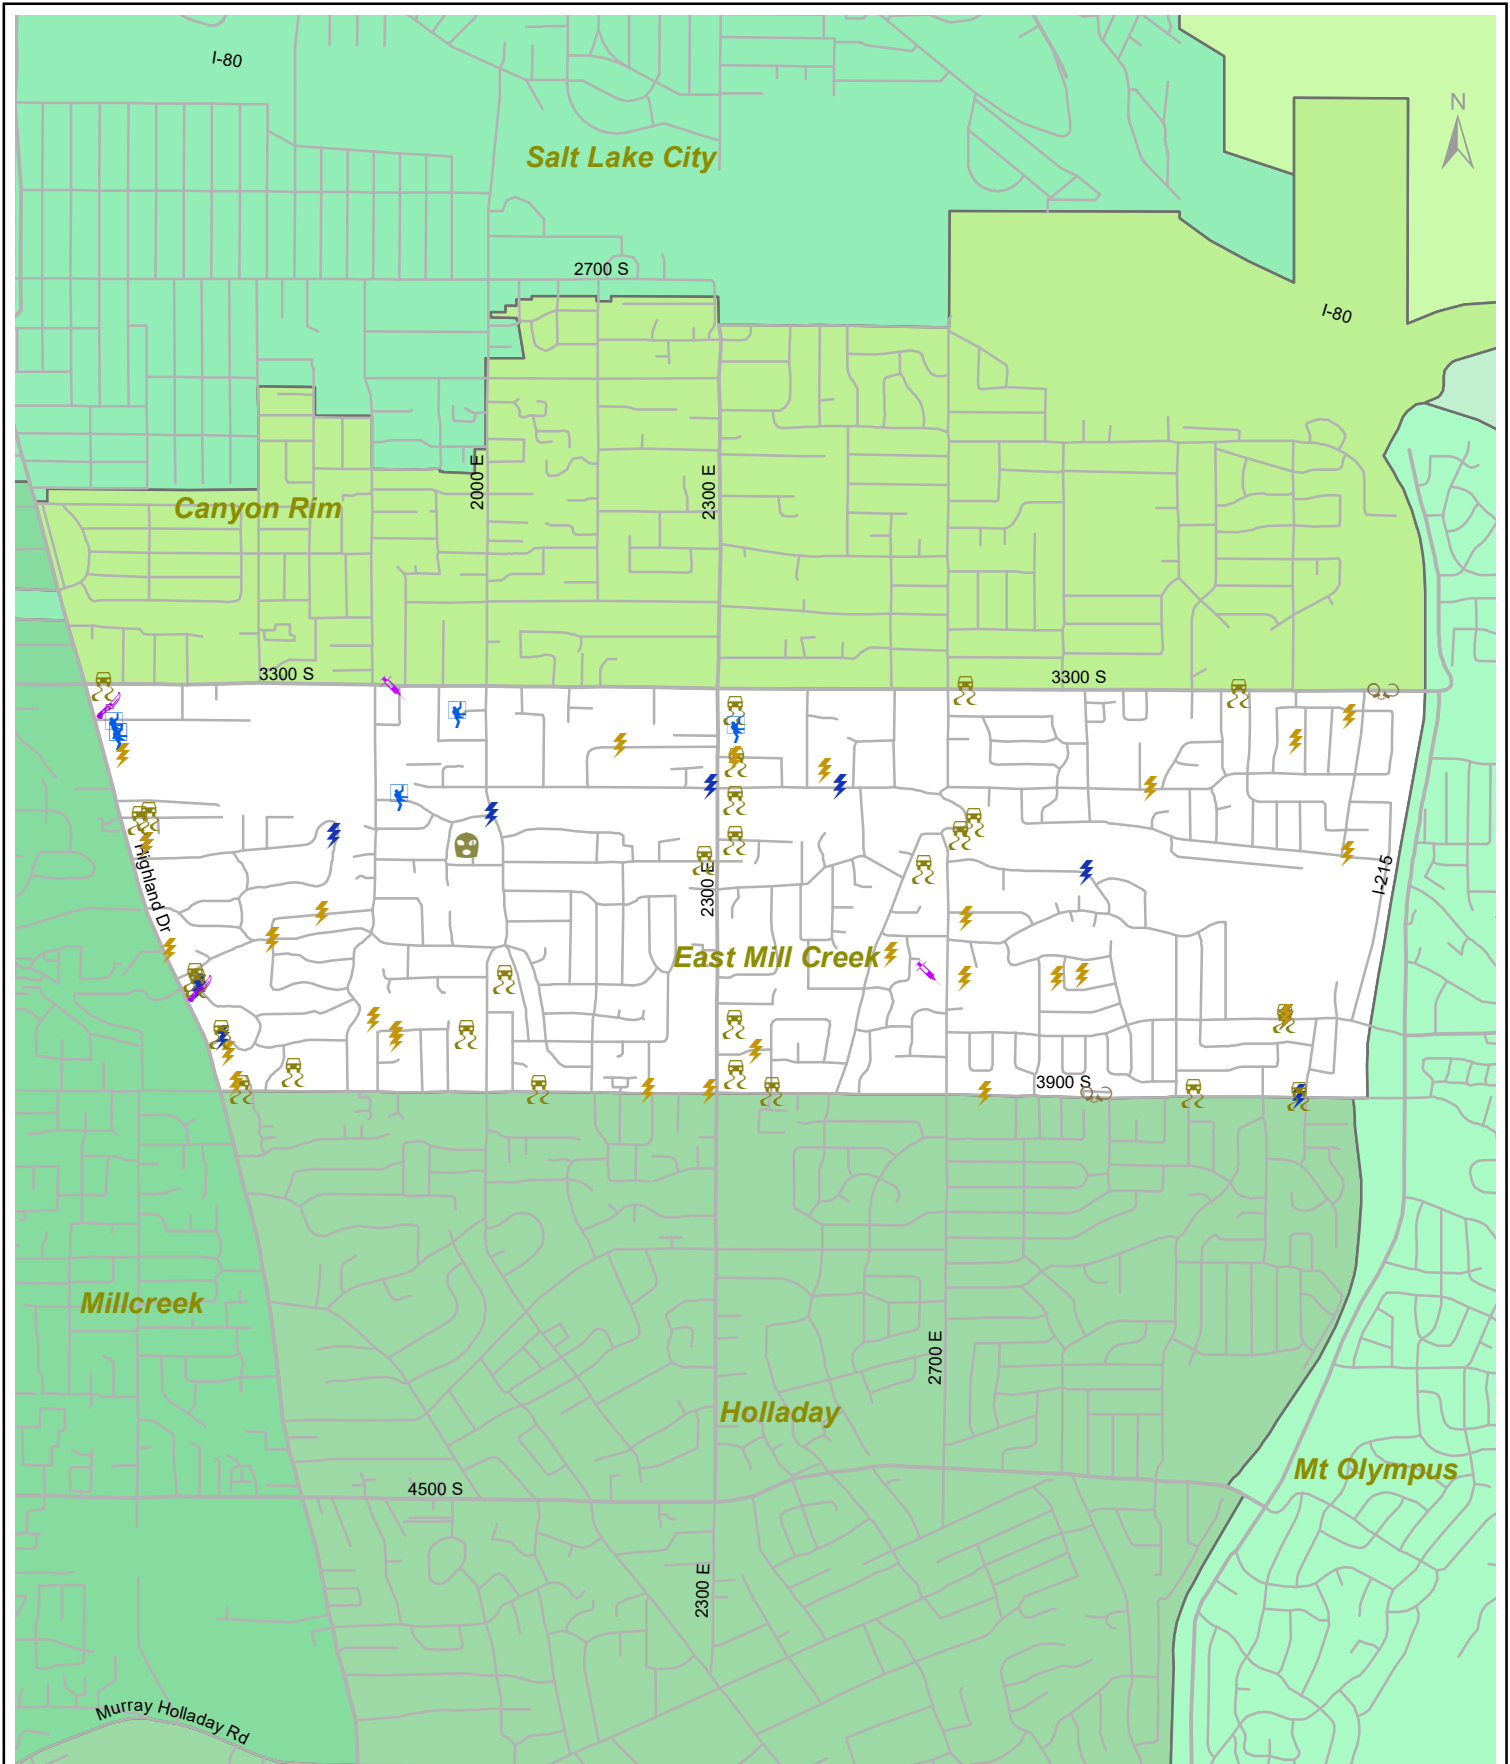 I-80
N
Salt Lake City
2700 S
I-80
2000 E
2300 E
Canyon Rim
3300 S
3300 S
Highland Dr
2300 E
I-215
East Mill Creek
3900 S
Millcreek
2700 E
Holladay
Mt Olympus
4500 S
2300 E
Murray Holladay Rd